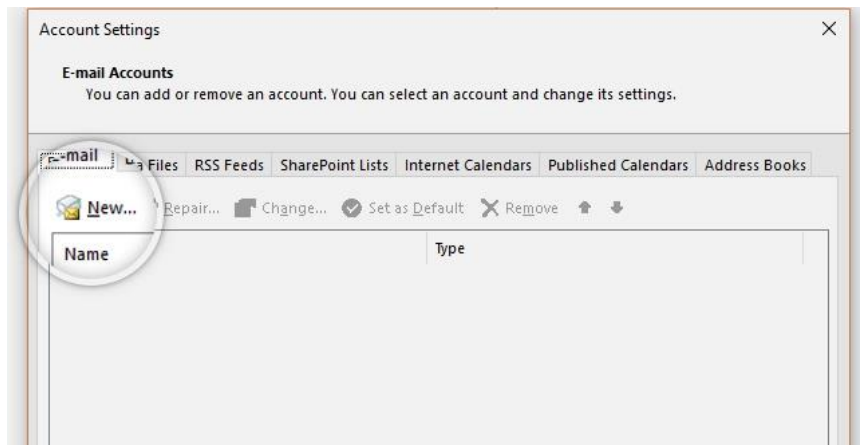 Account Settings
E-mail Accounts
You can add or remove an account. You can select an account and change its settings.
E-mail Files RSS Feeds SharePoint Lists Internet Calendars Published Calendars Address Books
New... Repair... Change... Set as Default Remove
Name Type